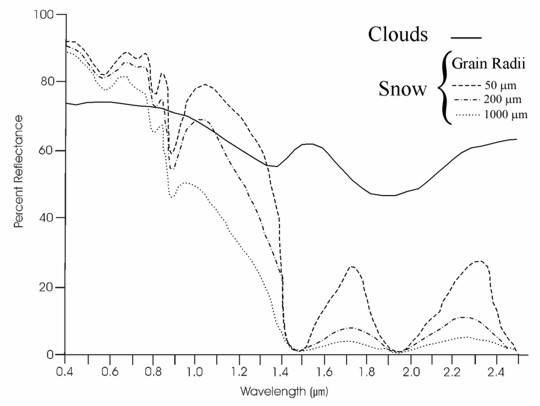 Clouds
Snow
Grain Radii
50 μm
200 μm
1000 μm
Percent Reflectance
100
80
60
40
20
0
0.4 0.6 0.8 1.0 1.2 1.4 1.6 1.8 2.0 2.2 2.4
Wavelength (μm)